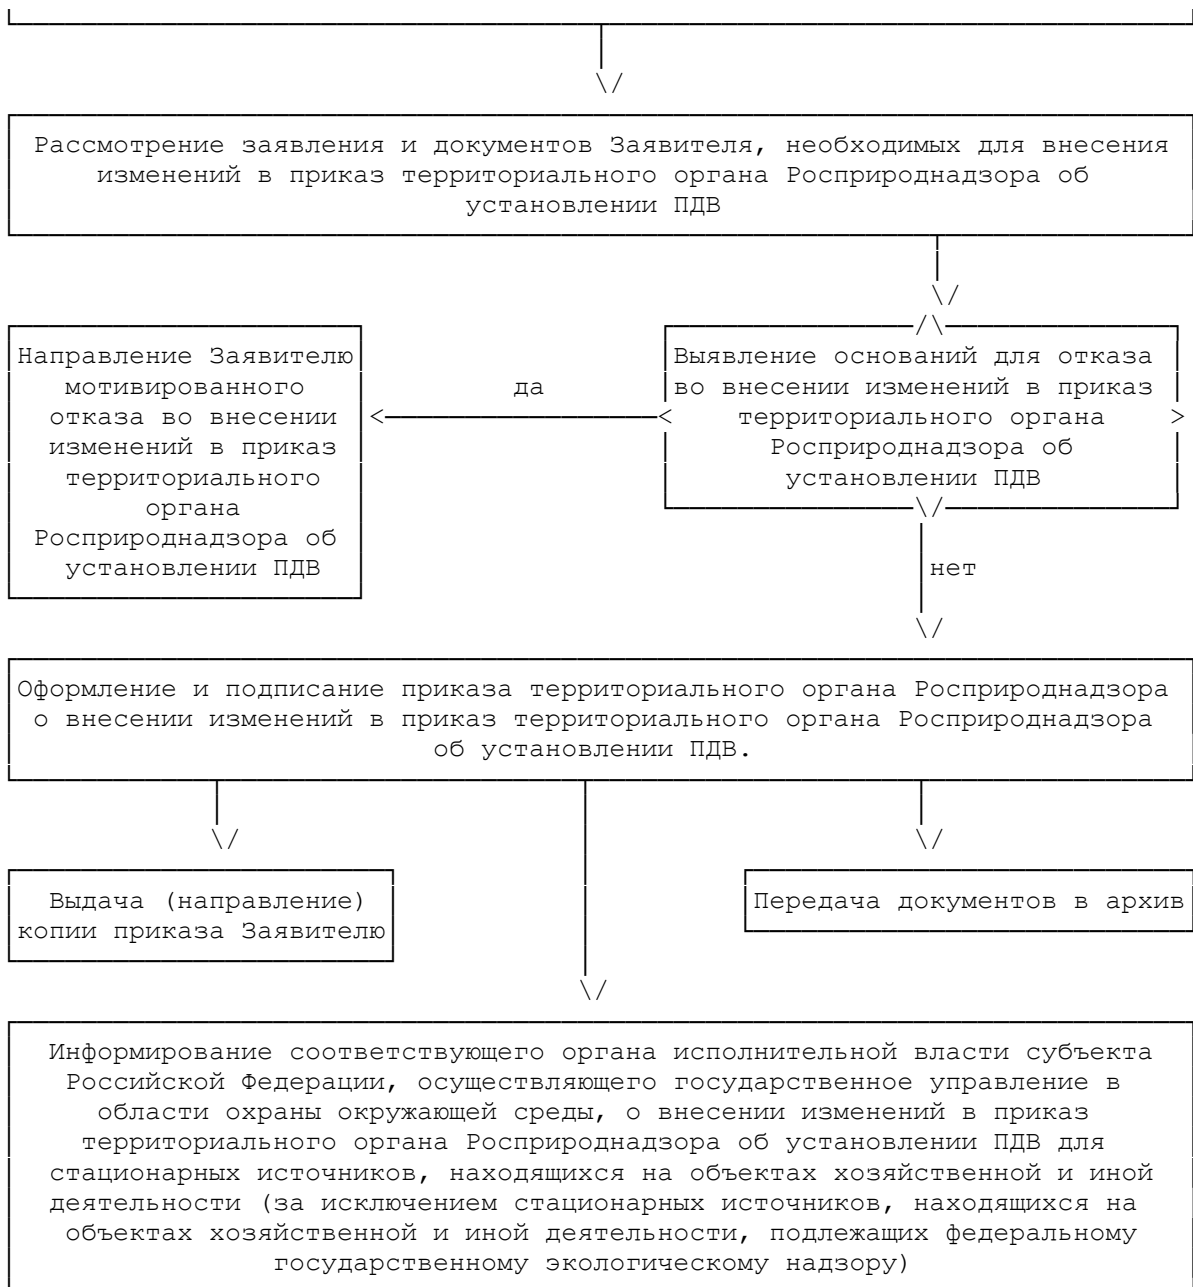 Рассмотрение заявления и документов Заявителя, необходимых для внесения
изменений в приказ территориального органа Росприроднадзора об
установлении ПДВ
Направление Заявителю
мотивированного
отказа во внесении
изменений в приказ
территориального
органа
Росприроднадзора об
установлении ПДВ
да
Выявление оснований для отказа
во внесении изменений в приказ
территориального органа
Росприроднадзора об
установлении ПДВ
нет
Оформление и подписание приказа территориального органа Росприроднадзора
о внесении изменений в приказ территориального органа Росприроднадзора
об установлении ПДВ.
Выдача (направление)
копии приказа Заявителю
Передача документов в архив
Информирование соответствующего органа исполнительной власти субъекта
Российской Федерации, осуществляющего государственное управление в
области охраны окружающей среды, о внесении изменений в приказ
территориального органа Росприроднадзора об установлении ПДВ для
стационарных источников, находящихся на объектах хозяйственной и иной
деятельности (за исключением стационарных источников, находящихся на
объектах хозяйственной и иной деятельности, подлежащих федеральному
государственному экологическому надзору)